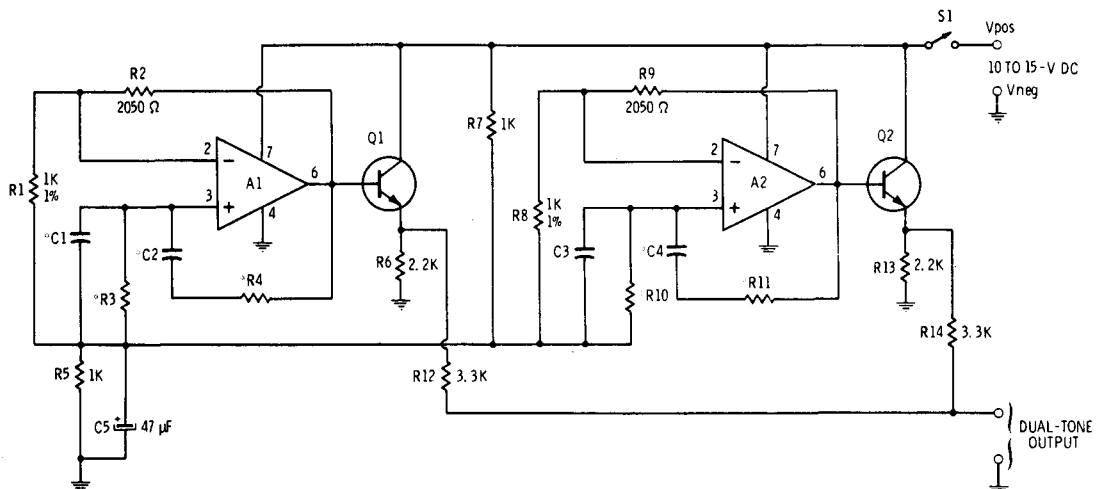 S1
Vpos
10 TO 15-V DC
Vneg
R2
2050 Ω
R9
2050 Ω
R7
1K
Q1
Q2
2
7
A1
6
3
4
2
7
A2
6
3
4
R1
1K
1%
R8
1K
1%
*C1
*C2
*R3
*R4
R6
2.2K
C3
°C4
R10
R11
R13
2.2K
R14
3.3K
R5
1K
R12
3.3K
C5
+
47 µF
DUAL-TONE
OUTPUT